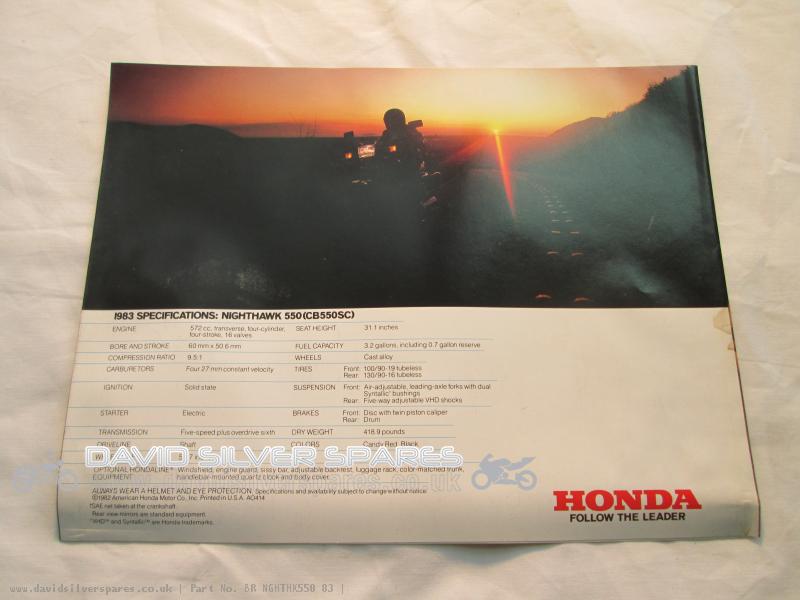 1983 SPECIFICATIONS: NIGHTHAWK 550 (CB550SC)
ENGINE 572 cc, transverse, four-cylinder, four-stroke, 16 valves
SEAT HEIGHT 31.1 inches
BORE AND STROKE 60 mm x 50.6 mm
FUEL CAPACITY 3.2 gallons, including 0.7 gallon reserve
COMPRESSION RATIO 9.5:1
WHEELS Cast alloy
CARBURETORS Four 27 mm constant velocity
TIRES Front: 100/90-19 tubeless
Rear: 130/90-16 tubeless
IGNITION Solid state
SUSPENSION Front: Air-adjustable, leading-axle forks with dual
Syntallic™ bushings
Rear: Five-way adjustable VHD shocks
STARTER Electric
BRAKES Front: Disc with twin piston caliper
Rear: Drum
TRANSMISSION Five-speed plus overdrive sixth
DRY WEIGHT 418.9 pounds
DRIVELINE Shaft
COLORS Candy Red, Black
DAVID SILVER SPARES
OPTIONAL HONDALINE® EQUIPMENT Windshield, engine guard, sissy bar, adjustable backrest, luggage rack, color-matched trunk,
handlebar-mounted quartz clock and body cover.
ALWAYS WEAR A HELMET AND EYE PROTECTION. Specifications and availability subject to change without notice.
©1982 American Honda Motor Co., Inc. Printed in U.S.A. AO414
†SAE net taken at the crankshaft.
Rear view mirrors are standard equipment.
"VHD™ and Syntallic™ are Honda trademarks.
HONDA
FOLLOW THE LEADER
www.davidsilverspares.co.uk | Part No. BR NGHTHK550 83 |